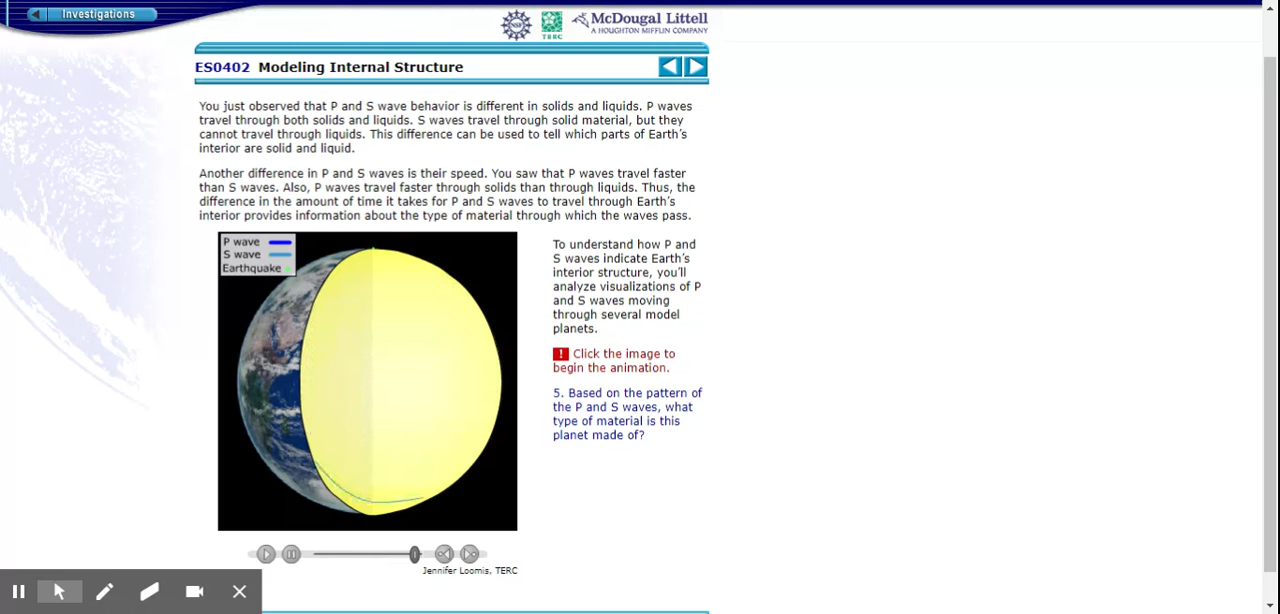 Investigations
NSF
TERC
McDougal Littell
A HOUGHTON MIFFLIN COMPANY
ES0402 Modeling Internal Structure
You just observed that P and S wave behavior is different in solids and liquids. P waves
travel through both solids and liquids. S waves travel through solid material, but they
cannot travel through liquids. This difference can be used to tell which parts of Earth's
interior are solid and liquid.
Another difference in P and S waves is their speed. You saw that P waves travel faster
than S waves. Also, P waves travel faster through solids than through liquids. Thus, the
difference in the amount of time it takes for P and S waves to travel through Earth's
interior provides information about the type of material through which the waves pass.
P wave
S wave
Earthquake
To understand how P and
S waves indicate Earth's
interior structure, you'll
analyze visualizations of P
and S waves moving
through several model
planets.
! Click the image to
begin the animation.
5. Based on the pattern of
the P and S waves, what
type of material is this
planet made of?
Jennifer Loomis, TERC